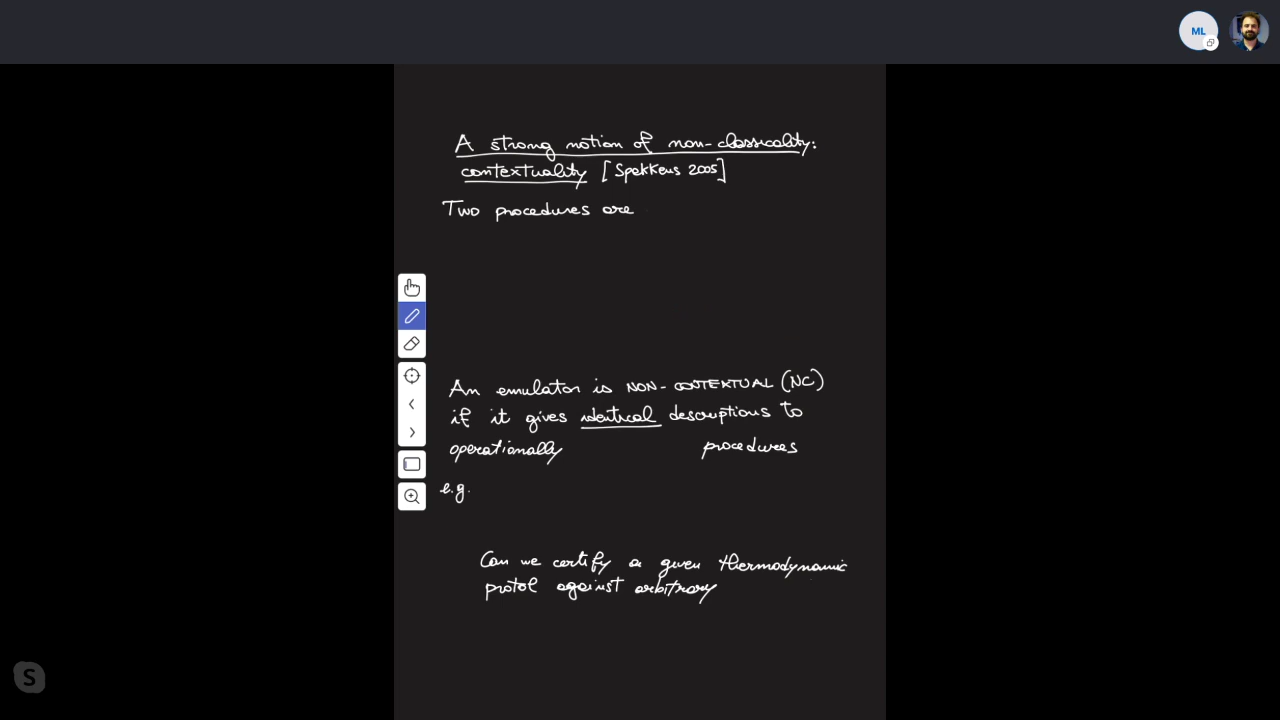 ML
A strong notion of non-classicality:
contextuality [Spekkens 2005]
Two procedures are
An emulator is NON-CONTEXTUAL (NC)
if it gives identical descriptions to
operationally procedures
e.g.
Can we certify a given thermodynamic
protol against arbitrary
S